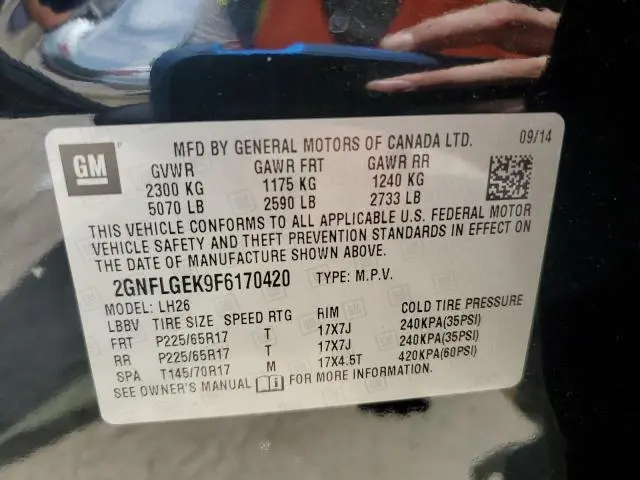 GM
MFD BY GENERAL MOTORS OF CANADA LTD. 09/14
GVWR GAWR FRT GAWR RR
2300 KG 1175 KG 1240 KG
5070 LB 2590 LB 2733 LB
THIS VEHICLE CONFORMS TO ALL APPLICABLE U.S. FEDERAL MOTOR
VEHICLE SAFETY AND THEFT PREVENTION STANDARDS IN EFFECT ON
THE DATE OF MANUFACTURE SHOWN ABOVE.
2GNFLGEK9F6170420 TYPE: M.P.V.
MODEL: LH26
LBBV TIRE SIZE SPEED RTG RIM COLD TIRE PRESSURE
FRT P225/65R17 T 17X7J 240KPA(35PSI)
RR P225/65R17 T 17X7J 240KPA(35PSI)
SPA T145/70R17 M 17X4.5T 420KPA(60PSI)
SEE OWNER'S MANUAL FOR MORE INFORMATION.